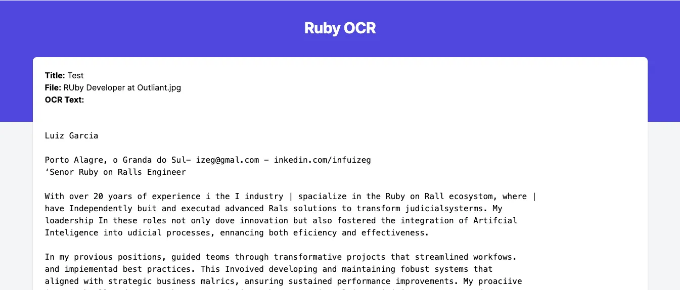 Ruby OCR
Title: Test
File: RUby Developer at Outliant.jpg
OCR Text:
Luiz Garcia
Porto Alagre, o Granda do Sul- izeg@gmal.com - inkedin.com/infuizeg
‘Senor Ruby on Ralls Engineer
With over 20 yoars of experience i the I industry | spacialize in the Ruby on Rall ecosystom, where |
have Independently buit and executad advanced Rals solutions to transform judicialsysterms. My
loadership In these roles not only dove innovation but also fostered the integration of Artifcial
Inteligence into udicial processes, ennancing both eficiency and effectiveness.
In my provious positions, guided teoms through transformative projocts that streamlined workfows.
and impiementad best practices. This Invoived developing and maintaining fobust systems that
aligned with strategic business malrics, ansuring sustained performance improvements. My proaciive